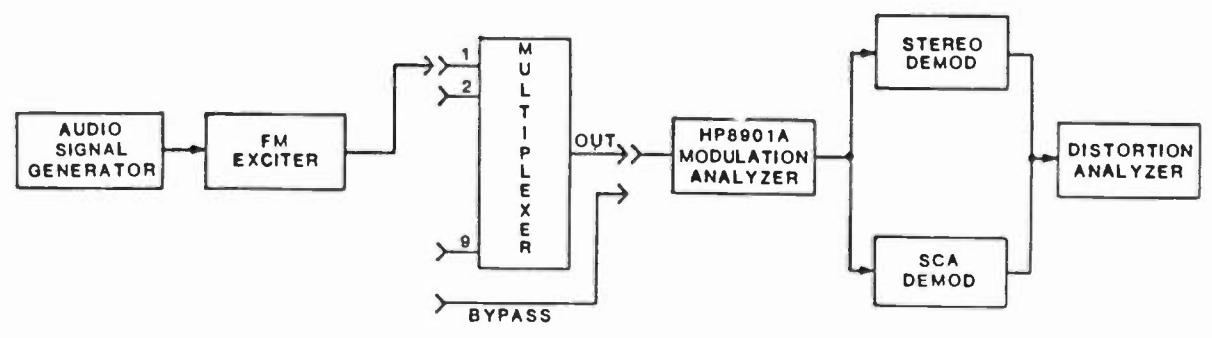 AUDIO
SIGNAL
GENERATOR
FM
EXCITER
1
2
9
MULTIPLEXER
OUT
BYPASS
HP8901A
MODULATION
ANALYZER
STEREO
DEMOD
SCA
DEMOD
DISTORTION
ANALYZER